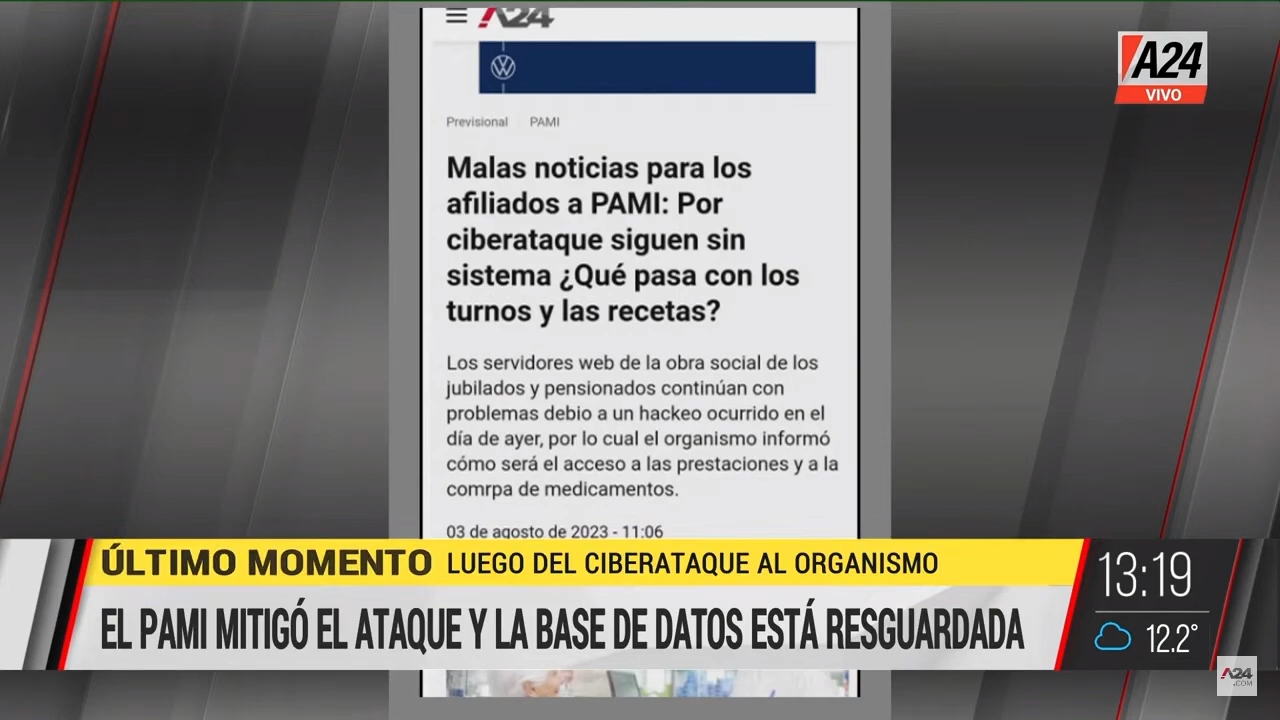 A24
Previsional PAMI
Malas noticias para los
afiliados a PAMI: Por
ciberataque siguen sin
sistema ¿Qué pasa con los
turnos y las recetas?
Los servidores web de la obra social de los
jubilados y pensionados continúan con
problemas debio a un hackeo ocurrido en el
día de ayer, por lo cual el organismo informó
cómo será el acceso a las prestaciones y a la
comrpa de medicamentos.
03 de agosto de 2023 - 11:06
A24
VIVO
ÚLTIMO MOMENTO LUEGO DEL CIBERATAQUE AL ORGANISMO
EL PAMI MITIGÓ EL ATAQUE Y LA BASE DE DATOS ESTÁ RESGUARDADA
13:19
12.2°
A24
.COM